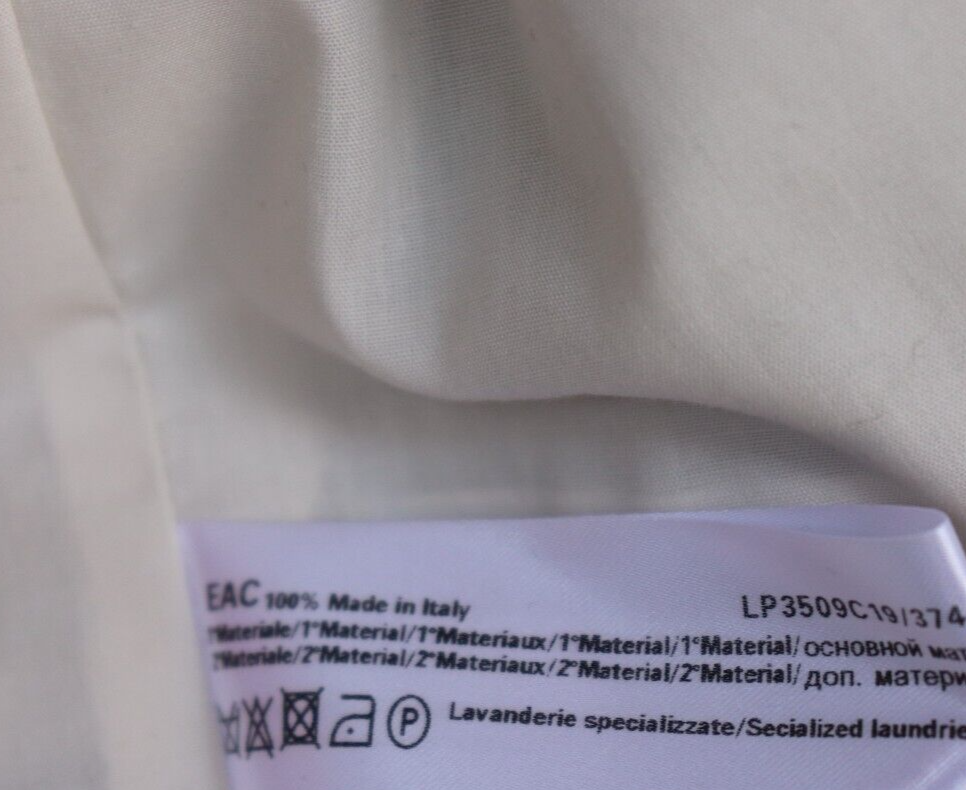 EAC 100% Made in Italy LP3509C19/374
1°Materiale/1°Material/1°Materiaux/1°Material/1°Material/основной
2°Materiale/2°Material/2°Materiaux/2°Material/2°Material/доп.
P Lavanderie specializzate/Secialized